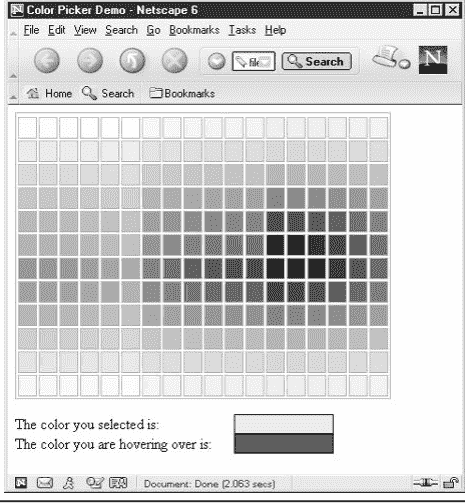 Color Picker Demo - Netscape 6
File Edit View Search Go Bookmarks Tasks Help
Search N
Home Search Bookmarks
The color you selected is:
The color you are hovering over is:
N Document: Done (2.063 secs)